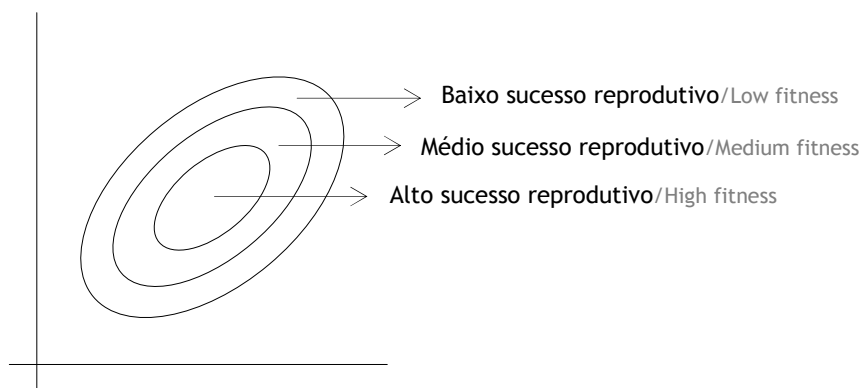 Baixo sucesso reprodutivo/Low fitness
Médio sucesso reprodutivo/Medium fitness
Alto sucesso reprodutivo/High fitness